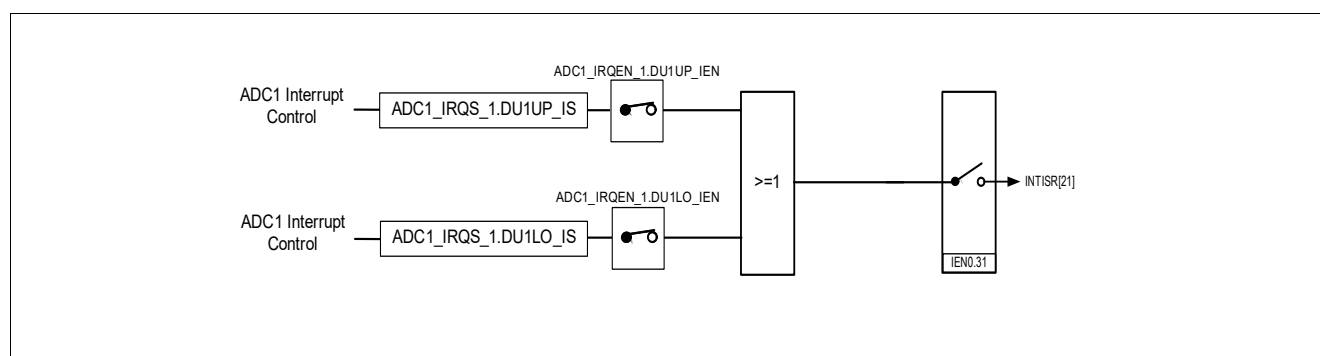 ADC1_IRQEN_1.DU1UP_IEN
ADC1 Interrupt
Control
ADC1_IRQS_1.DU1UP_IS
>=1
INTISR[21]
ADC1_IRQEN_1.DU1LO_IEN
ADC1 Interrupt
Control
ADC1_IRQS_1.DU1LO_IS
IEN0.31